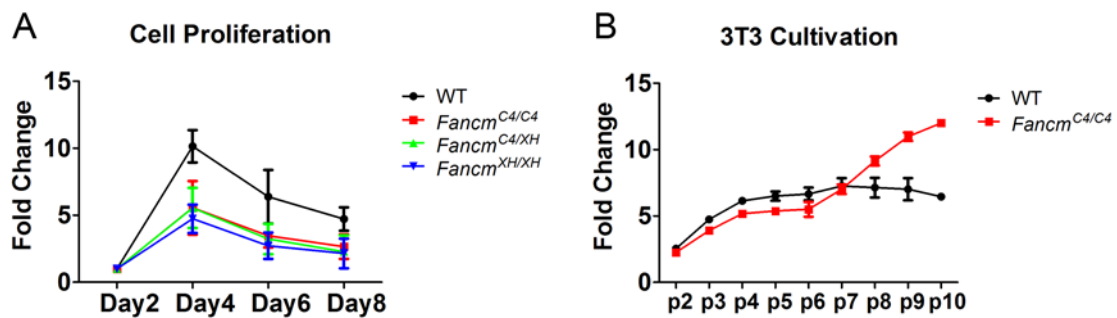 A
Cell Proliferation
Fold Change
15
10
5
0
Day2 Day4 Day6 Day8
WT
Fancm^C4/C4
Fancm^C4/XH
Fancm^XH/XH
B
3T3 Cultivation
Fold Change
15
10
5
0
p2 p3 p4 p5 p6 p7 p8 p9 p10
WT
Fancm^C4/C4